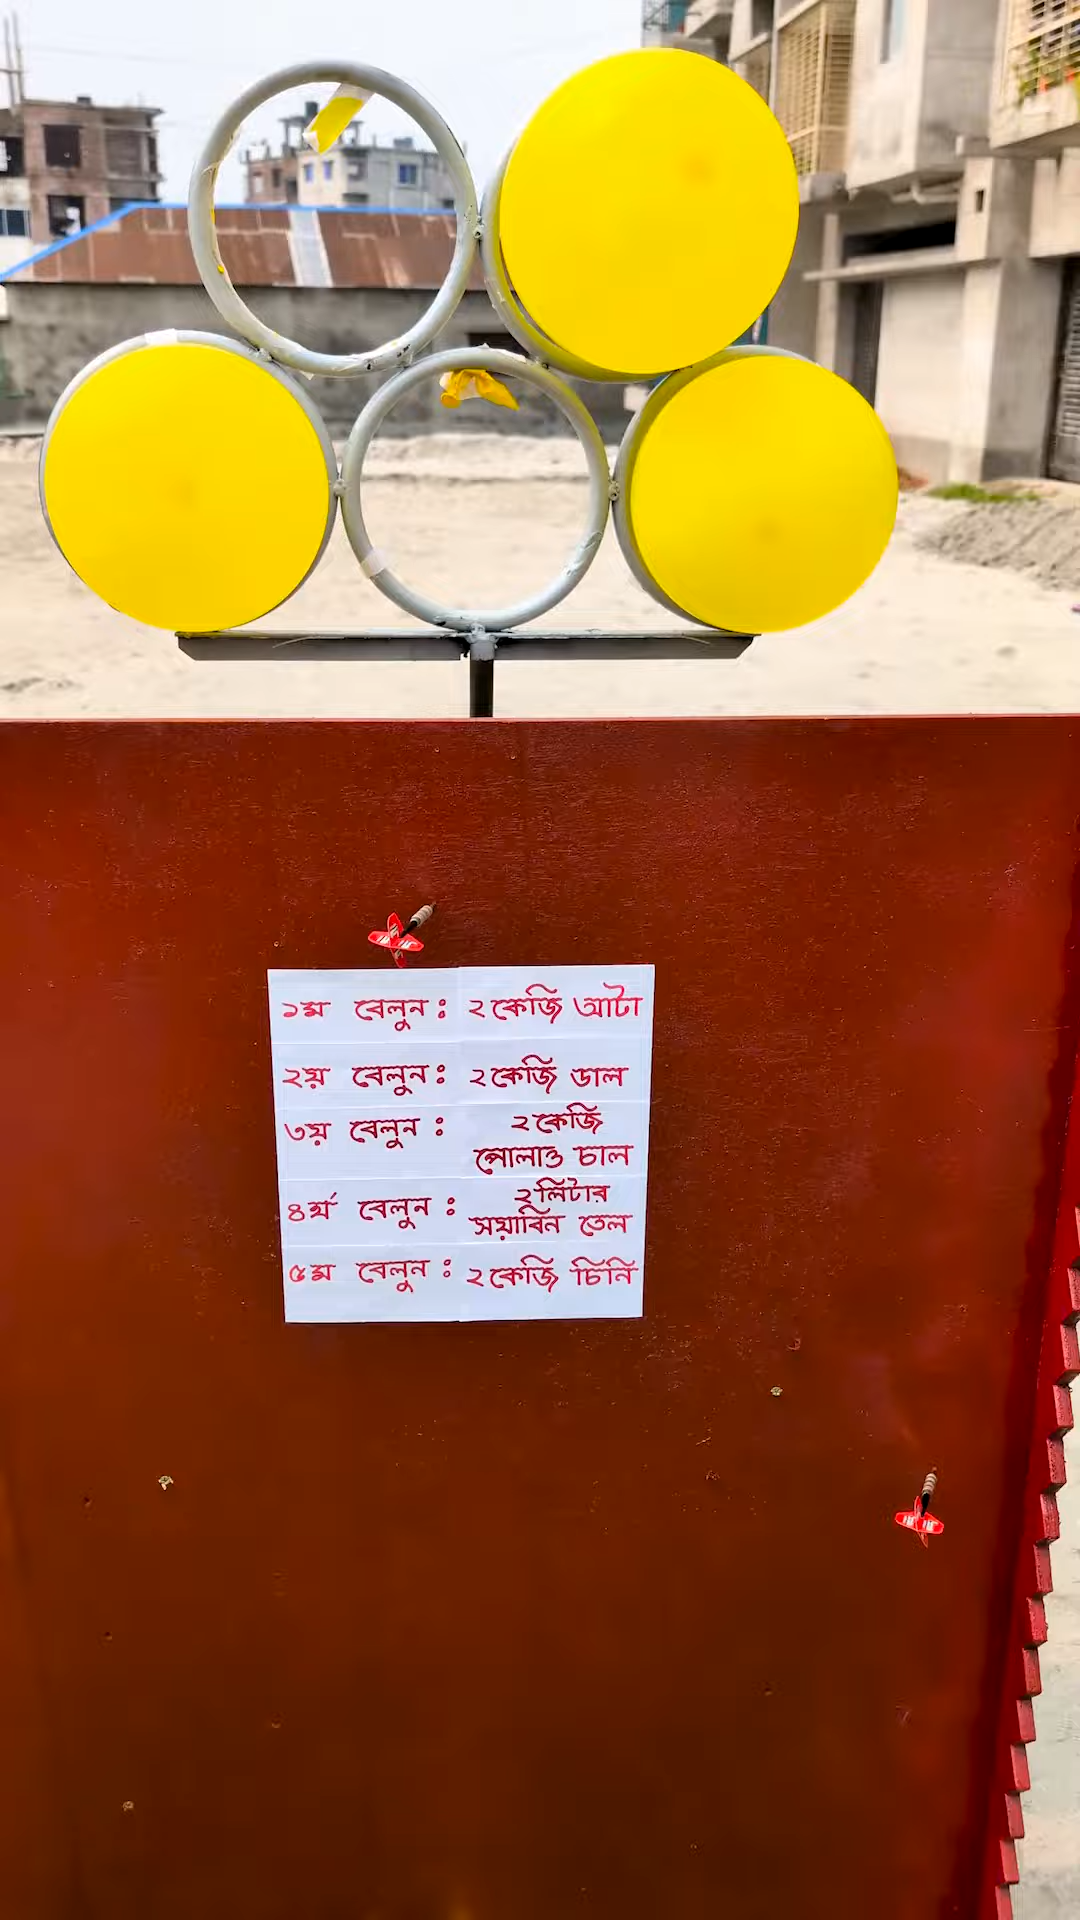 ১ম বেলুন : ২ কেজি আটা
২য় বেলুন : ২ কেজি ডাল
৩য় বেলুন : ২ কেজি
পোলাও চাল
৪র্থ বেলুন : ২ লিটার
সয়াবিন তেল
৫ম বেলুন : ২ কেজি চিনি